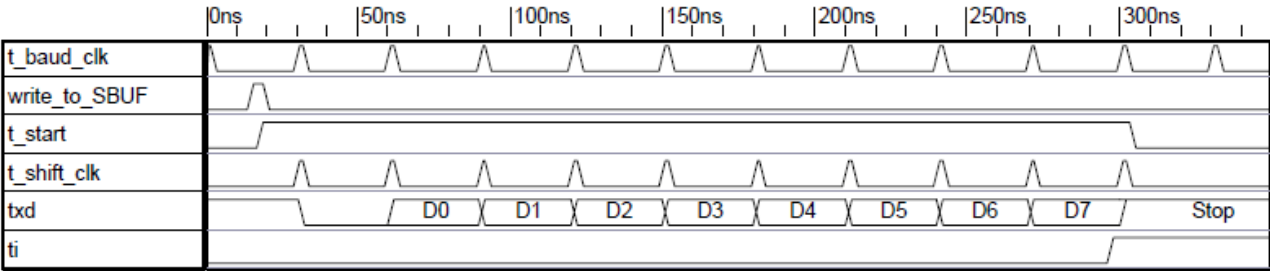 0ns 50ns 100ns 150ns 200ns 250ns 300ns
t_baud_clk
write_to_SBUF
t_start
t_shift_clk
txd D0 D1 D2 D3 D4 D5 D6 D7 Stop
ti